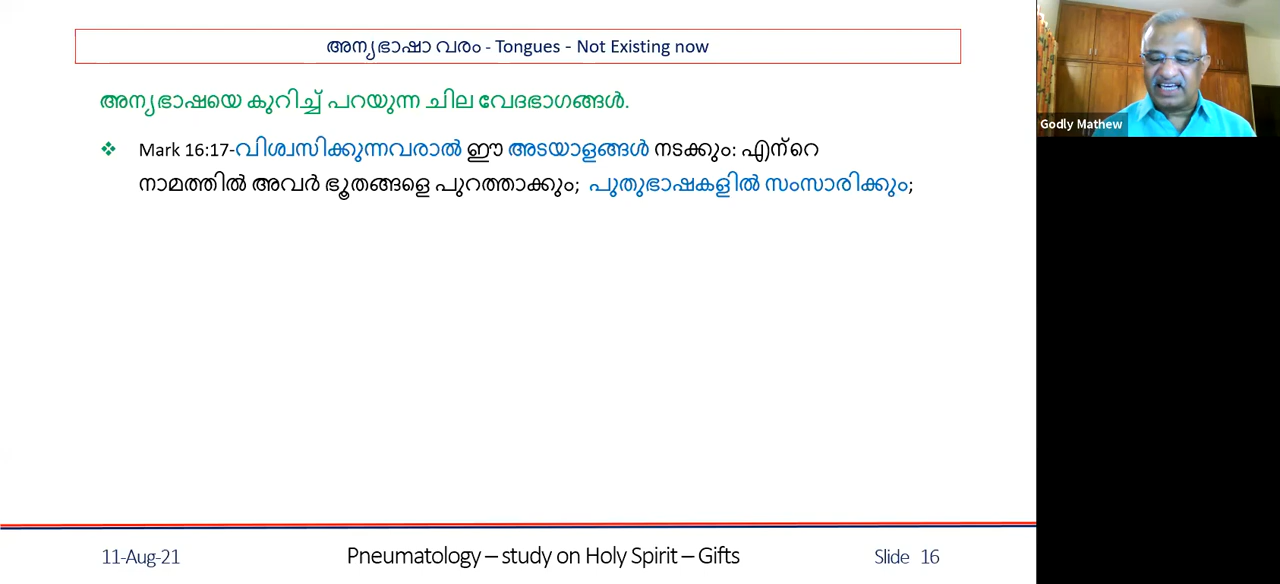 അന്യഭാഷാ വരം - Tongues - Not Existing now
അന്യഭാഷയെ കുറിച്ച് പറയുന്ന ചില വേദഭാഗങ്ങൾ.
❖ Mark 16:17-വിശ്വസിക്കുന്നവരാൽ ഈ അടയാളങ്ങൾ നടക്കും: എന്റെ
നാമത്തിൽ അവർ ഭൂതങ്ങളെ പുറത്താക്കും; പുതുഭാഷകളിൽ സംസാരിക്കും;
Godly Mathew
11-Aug-21 Pneumatology – study on Holy Spirit – Gifts Slide 16